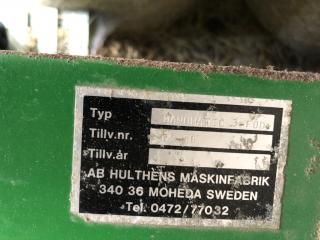 Typ
Tillv.nr.
Tillv.år
AB HULTHENS MASKINFABRIK
340 36 MOHEDA SWEDEN
Tel. 0472/77032